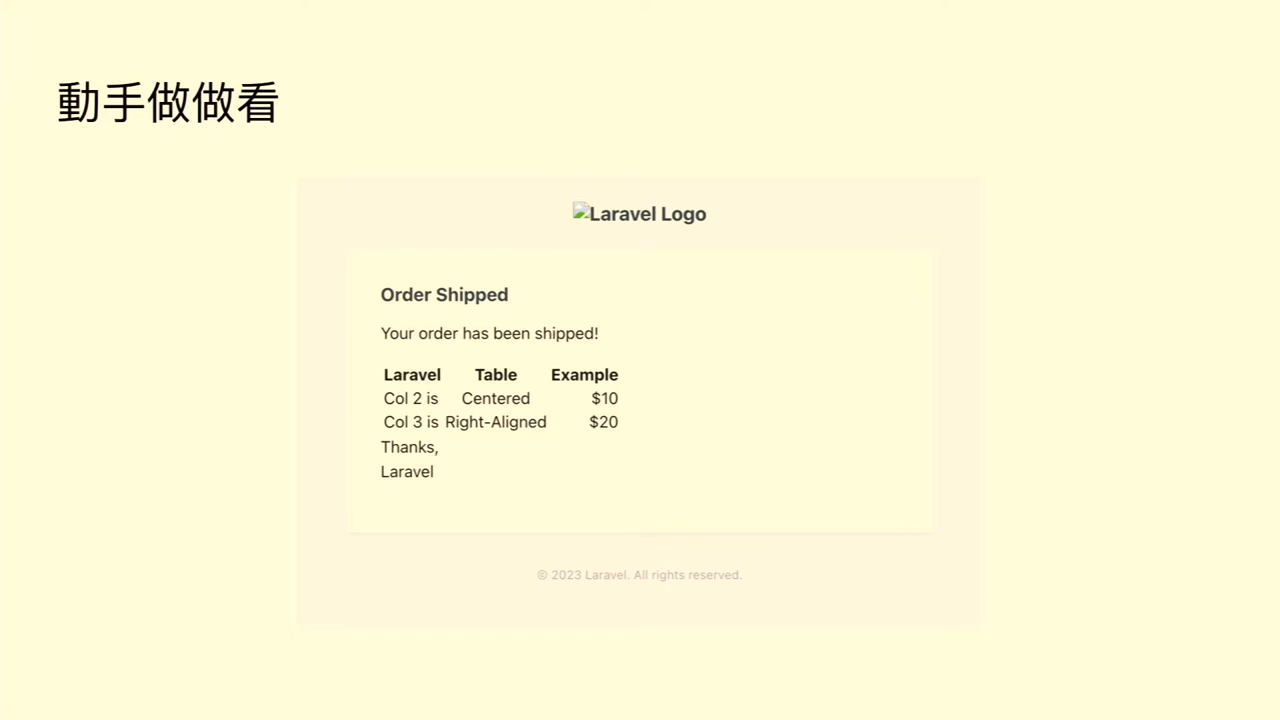 動手做做看
Laravel Logo
Order Shipped
Your order has been shipped!
Laravel Table Example
Col 2 is Centered $10
Col 3 is Right-Aligned $20
Thanks,
Laravel
© 2023 Laravel. All rights reserved.